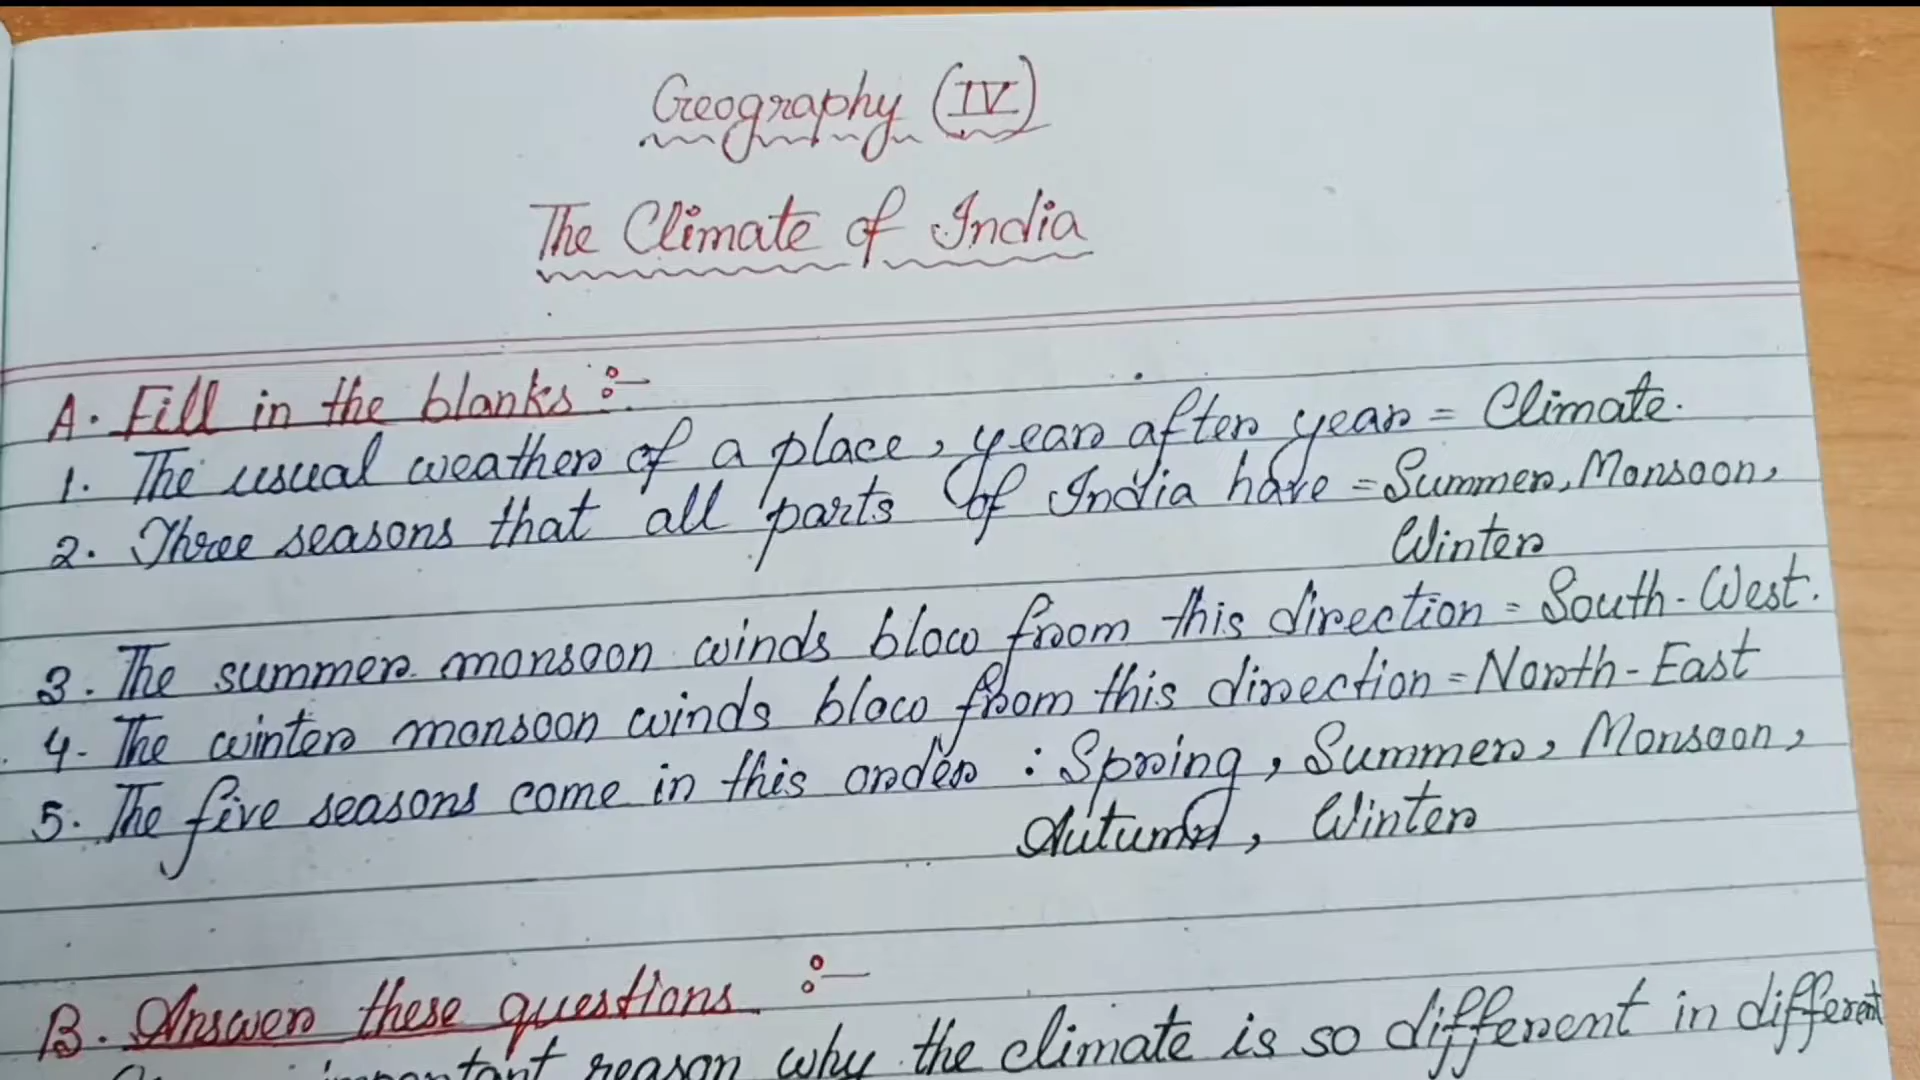 Geography (IV)
The Climate of India
A. Fill in the blanks :-
1. The usual weather of a place, year after year = Climate.
2. Three seasons that all parts of India have = Summer, Monsoon,
Winter
3. The summer monsoon winds blow from this direction = South-West.
4. The winter monsoon winds blow from this direction = North-East
5. The five seasons come in this order : Spring, Summer, Monsoon,
Autumn, Winter
B. Answer these questions :-
important reason why the climate is so different in different